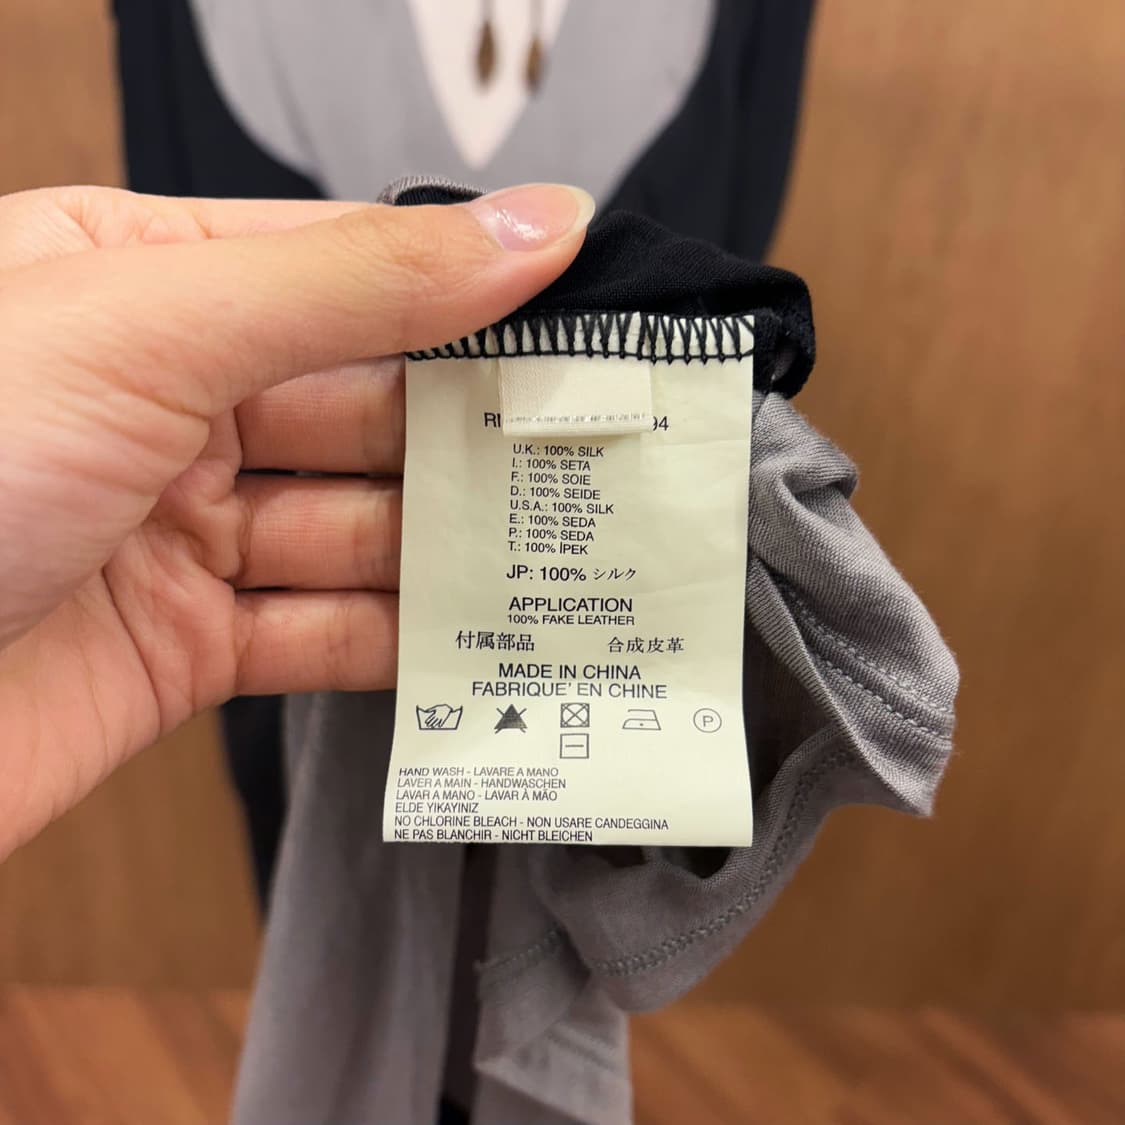 U.K.: 100% SILK
I.: 100% SETA
F.: 100% SOIE
D.: 100% SEIDE
U.S.A.: 100% SILK
E.: 100% SEDA
P.: 100% SEDA
T.: 100% İPEK
JP: 100% シルク
APPLICATION
100% FAKE LEATHER
付属部品 合成皮革
MADE IN CHINA
FABRIQUE' EN CHINE
P
HAND WASH - LAVARE A MANO
LAVER A MAIN - HANDWASCHEN
LAVAR A MANO - LAVAR À MÃO
ELDE YIKAYINIZ
NO CHLORINE BLEACH - NON USARE CANDEGGINA
NE PAS BLANCHIR - NICHT BLEICHEN